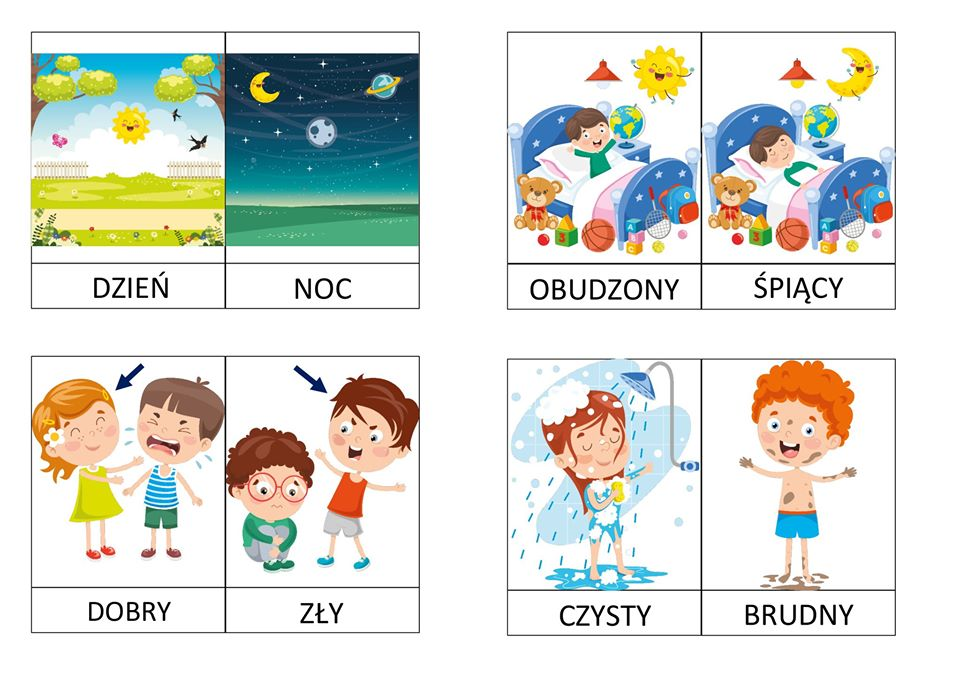 DZIEŃ
NOC
OBUDZONY
ŚPIĄCY
DOBRY
ZŁY
CZYSTY
BRUDNY